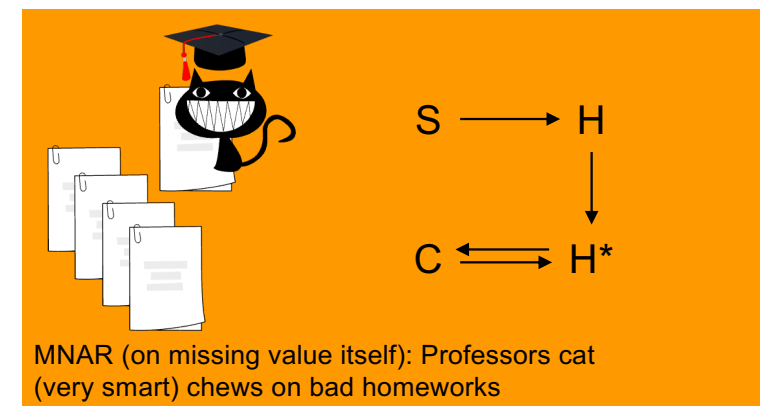 S H
C H*
MNAR (on missing value itself): Professors cat
(very smart) chews on bad homeworks